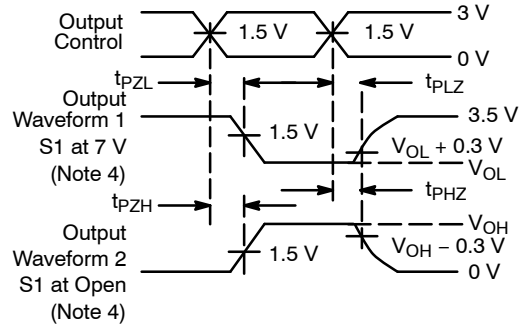 Output
Control
1.5 V
1.5 V
3 V
0 V
tPZL
tPLZ
Output
Waveform 1
S1 at 7 V
(Note 4)
1.5 V
3.5 V
VOL + 0.3 V
VOL
tPZH
tPHZ
Output
Waveform 2
S1 at Open
(Note 4)
1.5 V
VOH
VOH − 0.3 V
0 V